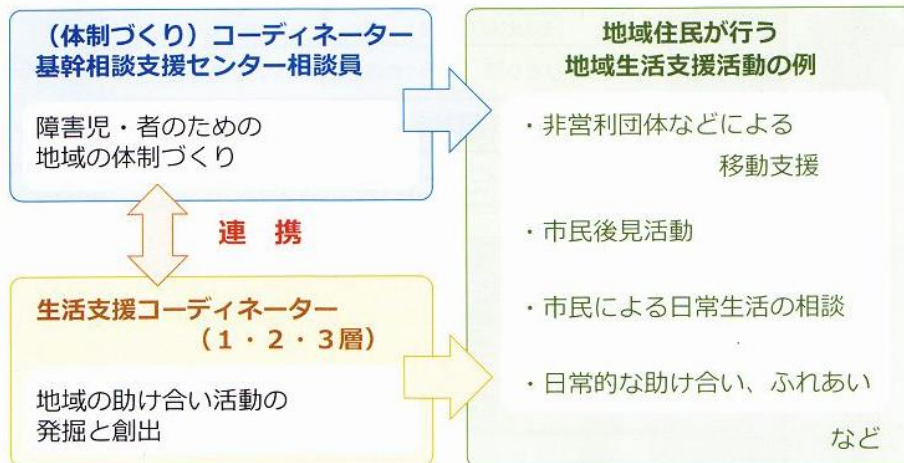 （体制づくり）コーディネーター
基幹相談支援センター相談員
障害児・者のための
地域の体制づくり
連 携
生活支援コーディネーター
（１・２・３層）
地域の助け合い活動の
発掘と創出
地域住民が行う
地域生活支援活動の例
・非営利団体などによる
移動支援
・市民後見活動
・市民による日常生活の相談
・日常的な助け合い、ふれあい
など